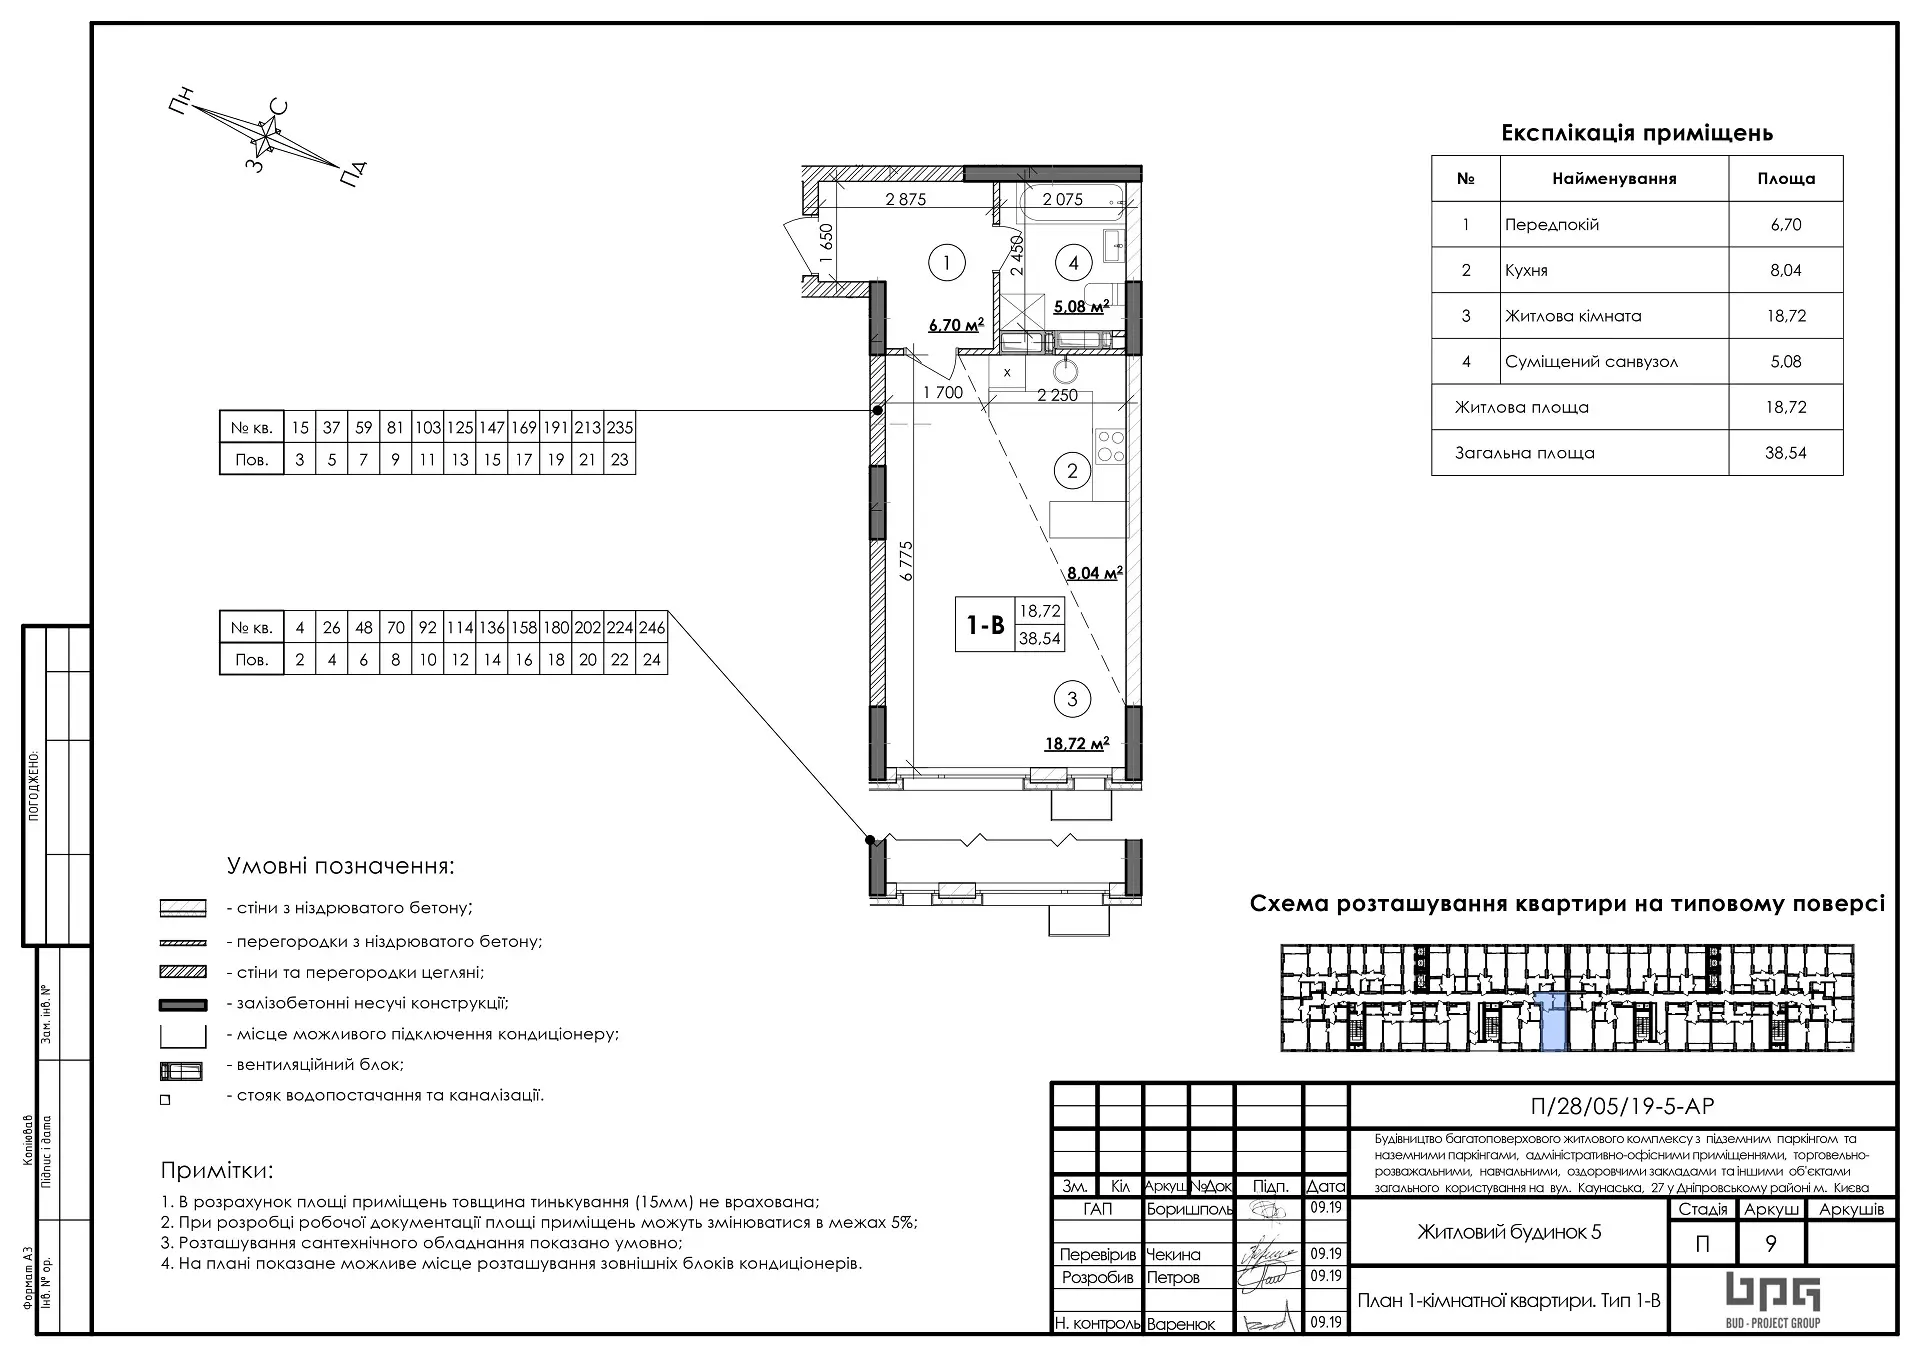 Пн
С
З
Пд
Експлікація приміщень
№ Найменування Площа
1 Передпокій 6,70
2 Кухня 8,04
3 Житлова кімната 18,72
4 Суміщений санвузол 5,08
Житлова площа 18,72
Загальна площа 38,54
2 875
2 075
1 650
2 450
1
4
5,08 м²
6,70 м²
х
1 700
2 250
2
6 775
8,04 м²
1-В
18,72
38,54
3
18,72 м²
№ кв. 15 37 59 81 103 125 147 169 191 213 235
Пов. 3 5 7 9 11 13 15 17 19 21 23
№ кв. 4 26 48 70 92 114 136 158 180 202 224 246
Пов. 2 4 6 8 10 12 14 16 18 20 22 24
Умовні позначення:
- стіни з ніздрюватого бетону;
- перегородки з ніздрюватого бетону;
- стіни та перегородки цегляні;
- залізобетонні несучі конструкції;
- місце можливого підключення кондиціонеру;
- вентиляційний блок;
- стояк водопостачання та каналізації.
Примітки:
1. В розрахунок площі приміщень товщина тинькування (15мм) не врахована;
2. При розробці робочої документації площі приміщень можуть змінюватися в межах 5%;
3. Розташування сантехнічного обладнання показано умовно;
4. На плані показане можливе місце розташування зовнішніх блоків кондиціонерів.
Схема розташування квартири на типовому поверсі
П/28/05/19-5-АР
Будівництво багатоповерхового житлового комплексу з підземним паркінгом та
наземними паркінгами, адміністративно-офісними приміщеннями, торговельно-
розважальними, навчальними, оздоровчими закладами та іншими об'єктами
загального користування на вул. Каунаська, 27 у Дніпровському районі м. Києва
Зм. Кіл Аркуш №Док Підп. Дата
ГАП Боришполь 09.19
Перевірив Чекина 09.19
Розробив Петров 09.19
Н. контроль Варенюк 09.19
Житловий будинок 5
Стадія Аркуш Аркушів
П 9
План 1-кімнатної квартири. Тип 1-В
bpg
BUD - PROJECT GROUP
ПОГОДЖЕНО:
Зам. інв. №
Підпис і дата
Інв. № ор.
Копіював
Формат А3